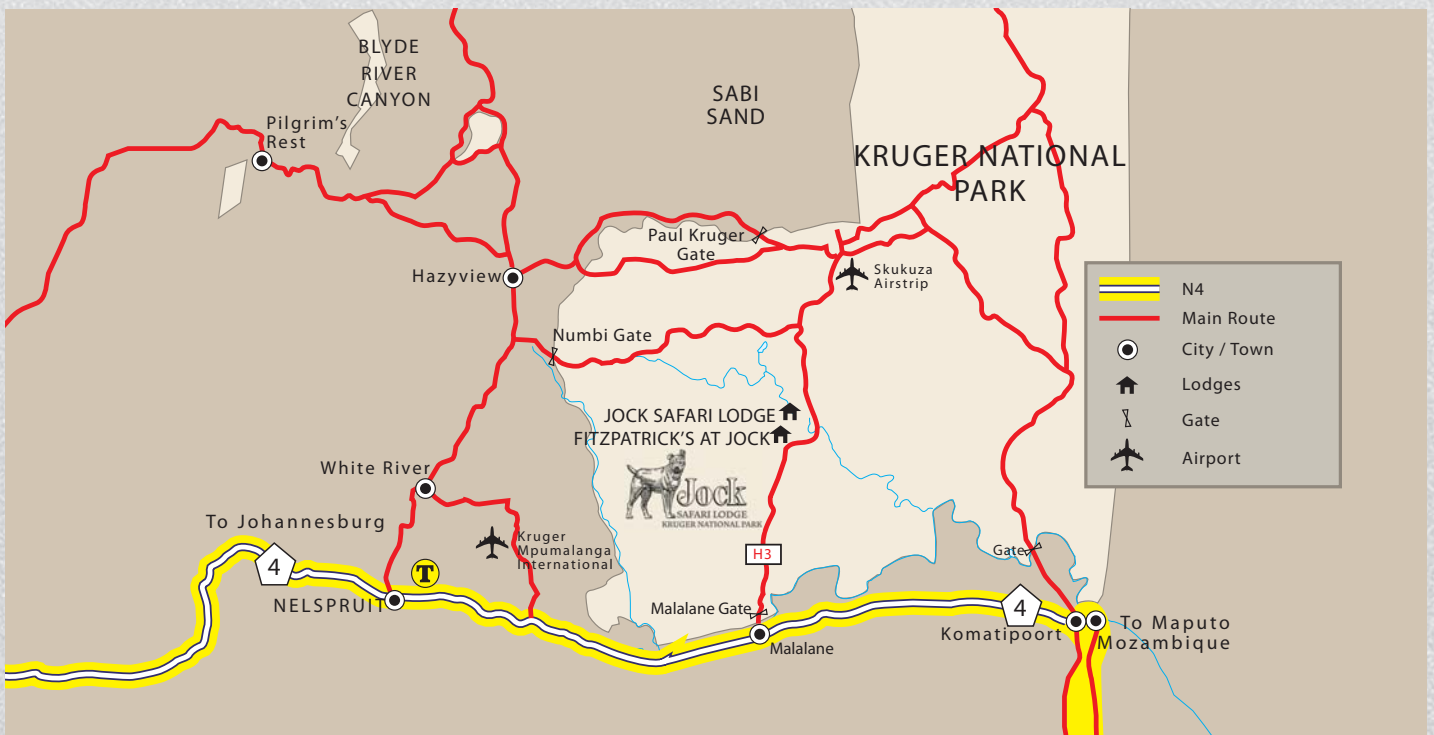 BLYDE
RIVER
CANYON
SABI
SAND
Pilgrim's
Rest
KRUGER NATIONAL
PARK
Paul Kruger
Gate
Hazyview
Skukuza
Airstrip
Numbi Gate
N4
Main Route
City / Town
Lodges
Gate
Airport
JOCK SAFARI LODGE
FITZPATRICK'S AT JOCK
Jock
SAFARI LODGE
KRUGER NATIONAL PARK
White River
To Johannesburg
4
Kruger
Mpumalanga
International
T
H3
Gate
NELSPRUIT
Malalane Gate
Malalane
4
Komatipoort
To Maputo
Mozambique